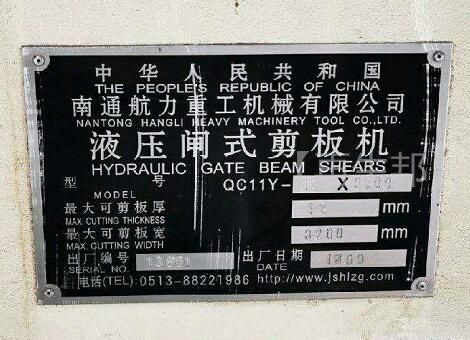 中华人民共和国
THE PEOPLE'S REPUBLIC OF CHINA
南通航力重工机械有限公司
NANTONG HANGLI HEAVY MACHINERY TOOL CO.,LTD.
液压闸式剪板机
HYDRAULIC GATE BEAM SHEARS
型 号 QC11Y- X 3200
MODEL
最大可剪板厚 12 mm
MAX.CUTTING THICKNESS
最大可剪板宽 3200 mm
MAX.CUTTING WIDTH
出厂编号 出厂日期
SERIAL NO. DATE
电话(TEL):0513-88221986 http://www.jshlzg.com